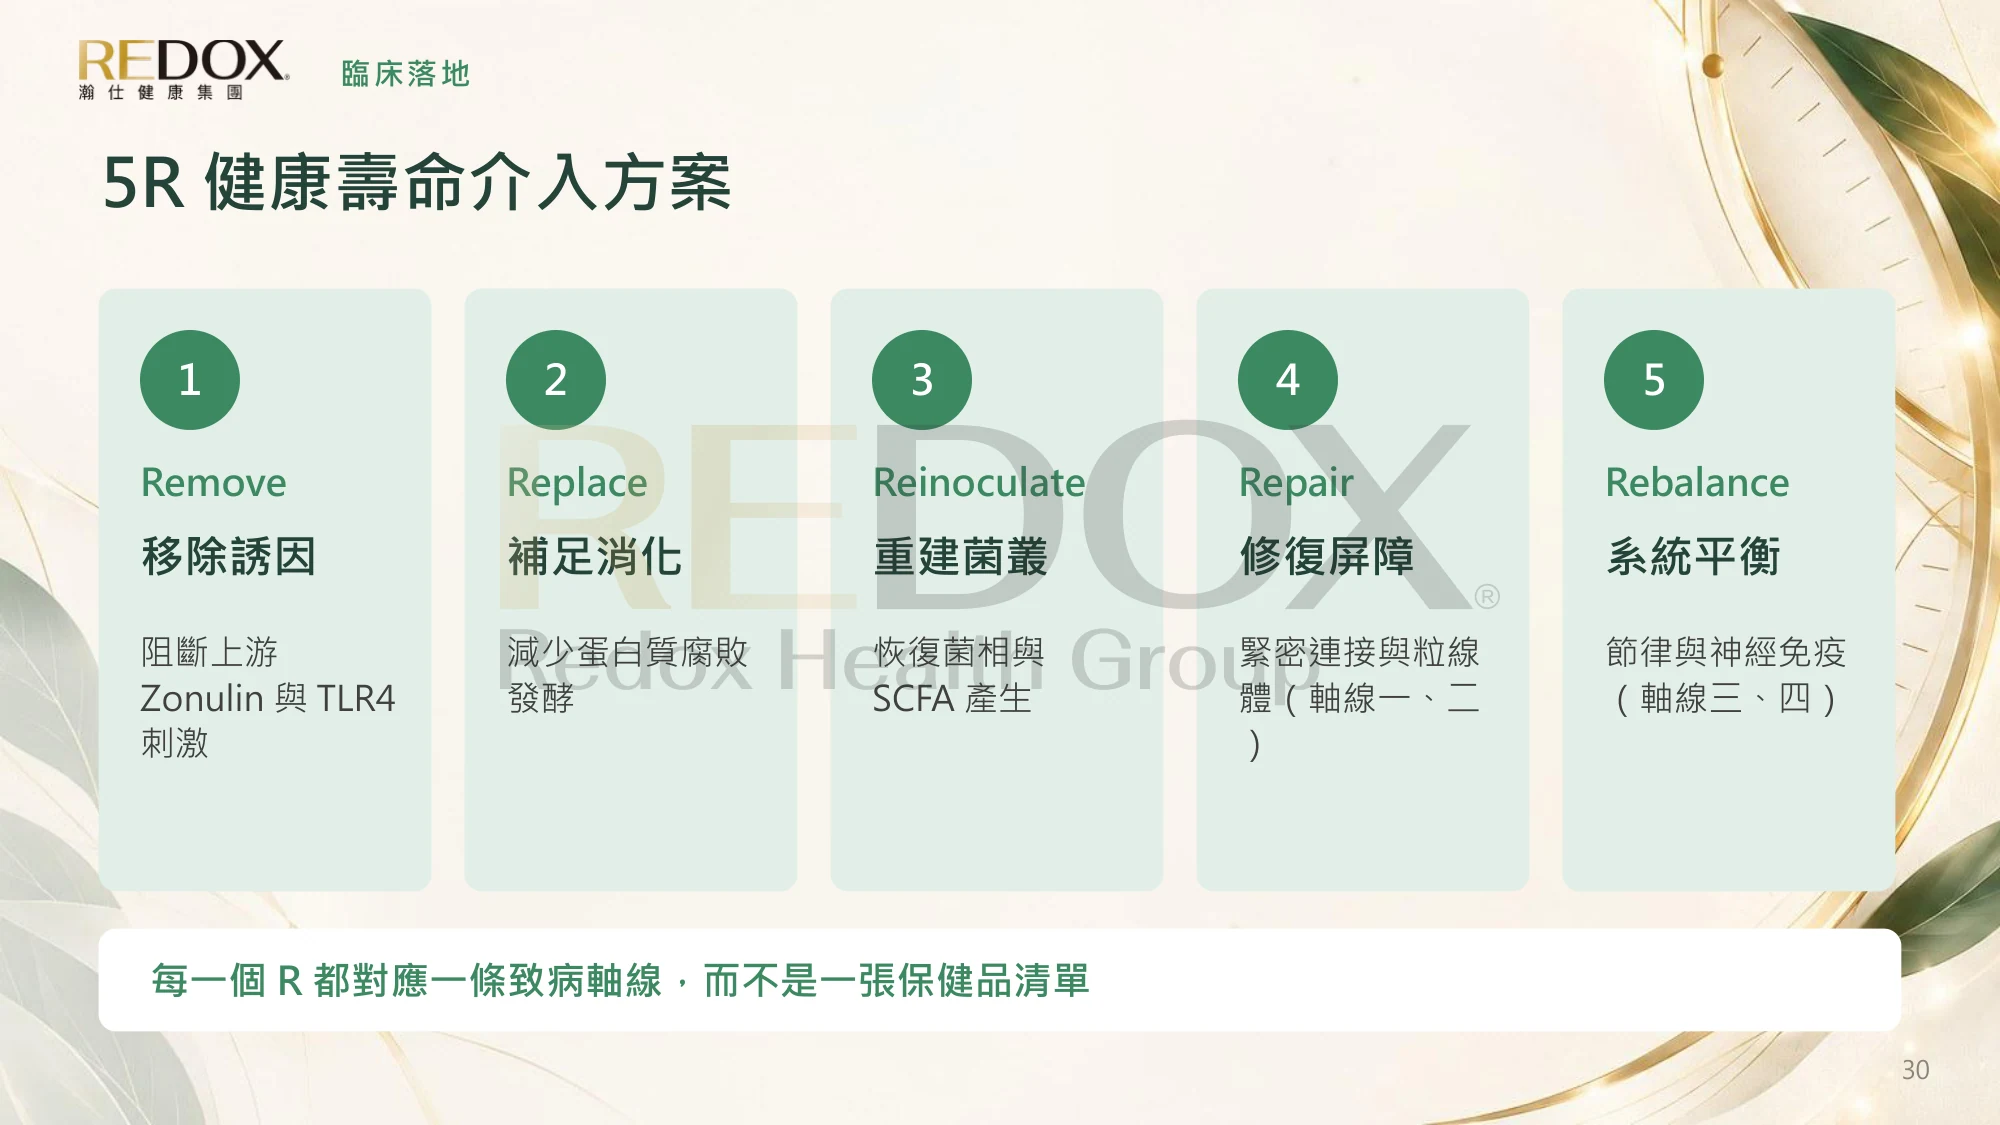 REDOX®
瀚仕健康集團
臨床落地
5R 健康壽命介入方案
1
Remove
移除誘因
阻斷上游
Zonulin 與 TLR4
刺激
2
Replace
補足消化
減少蛋白質腐敗
發酵
3
Reinoculate
重建菌叢
恢復菌相與
SCFA 產生
4
Repair
修復屏障
緊密連接與粒線
體（軸線一、二
）
5
Rebalance
系統平衡
節律與神經免疫
（軸線三、四）
REDOX®
Redox Health Group
每一個 R 都對應一條致病軸線，而不是一張保健品清單
30